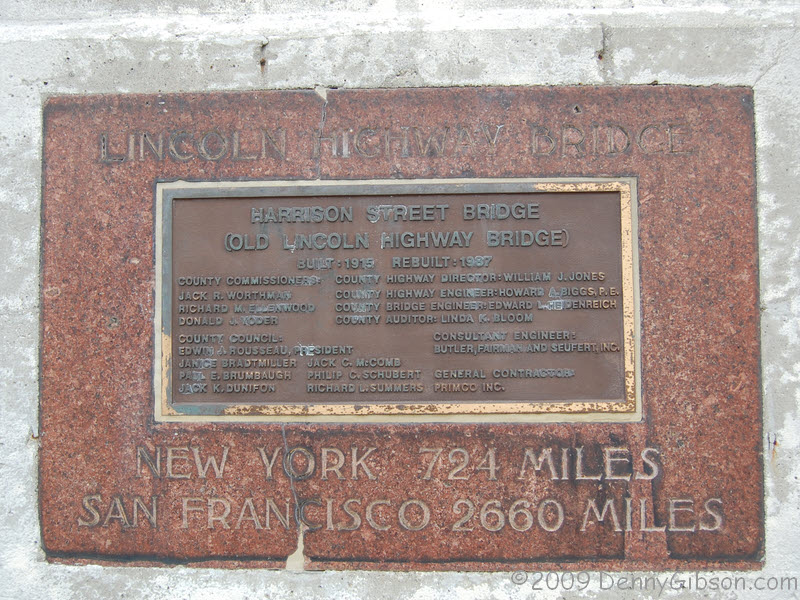 LINCOLN HIGHWAY BRIDGE
HARRISON STREET BRIDGE
(OLD LINCOLN HIGHWAY BRIDGE)
BUILT:1915 REBUILT:1987
COUNTY COMMISSIONERS: COUNTY HIGHWAY DIRECTOR:WILLIAM J.JONES
JACK R.WORTHMAN COUNTY HIGHWAY ENGINEER:HOWARD L.BIGGS,P.E.
RICHARD M.ELLENWOOD COUNTY BRIDGE ENGINEER:EDWARD L.HEIDENREICH
DONALD J.YODER COUNTY AUDITOR: LINDA K.BLOOM
COUNTY COUNCIL: CONSULTANT ENGINEER:
EDWIN J.ROUSSEAU,PRESIDENT BUTLER,FAIRMAN AND SEUFERT,INC.
JANICE BRADTMILLER JACK C.McCOMB
PAUL E.BRUMBAUGH PHILIP C.SCHUBERT GENERAL CONTRACTOR:
JACK K.DUNIFON RICHARD L.SUMMERS PRIMCO INC.
NEW YORK 724 MILES
SAN FRANCISCO 2660 MILES
©2009 DennyGibson.com